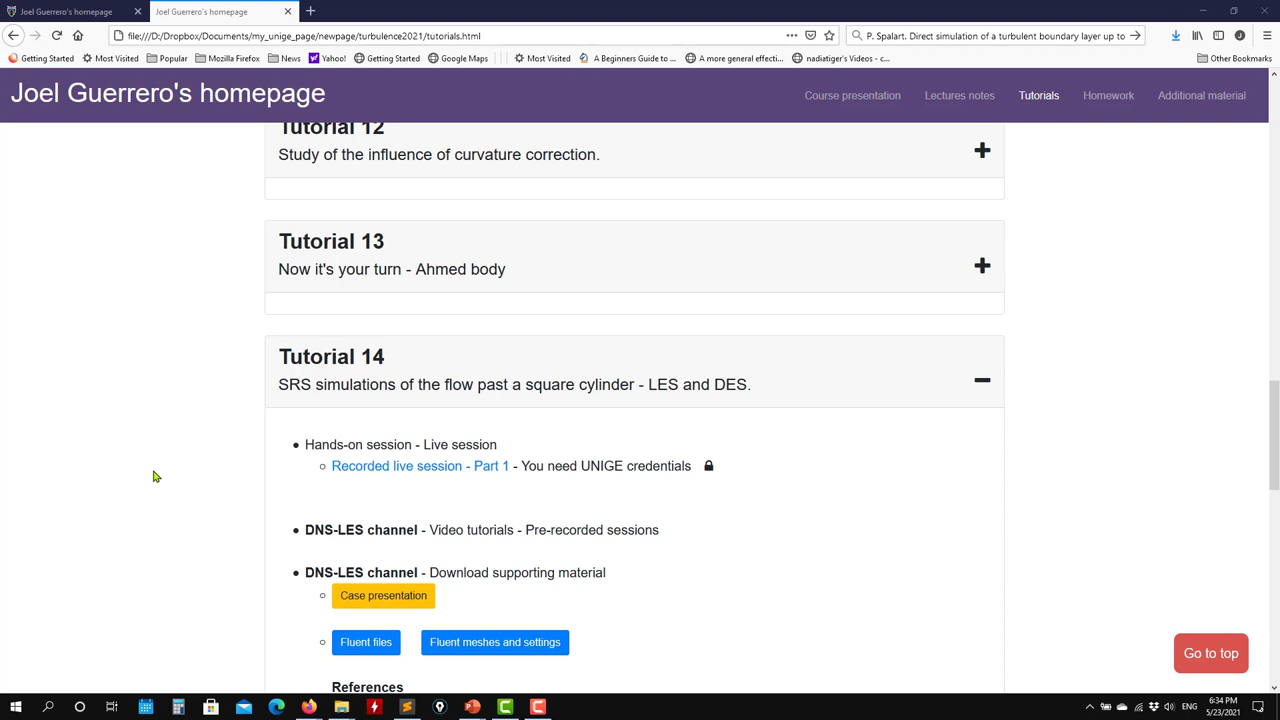 Joel Guerrero's homepage
Joel Guerrero's homepage
file:///D:/Dropbox/Documents/my_unige_page/newpage/turbulence2021/tutorials.html
P. Spalart. Direct simulation of a turbulent boundary layer up to
Getting Started
Most Visited
Popular
Mozilla Firefox
News
Yahoo!
Getting Started
Google Maps
Most Visited
A Beginners Guide to ...
A more general effecti...
nadiatiger's Videos - c...
Other Bookmarks
Joel Guerrero's homepage
Course presentation
Lectures notes
Tutorials
Homework
Additional material
Tutorial 12
Study of the influence of curvature correction.
Tutorial 13
Now it's your turn - Ahmed body
Tutorial 14
SRS simulations of the flow past a square cylinder - LES and DES.
Hands-on session - Live session
Recorded live session - Part 1 - You need UNIGE credentials
DNS-LES channel - Video tutorials - Pre-recorded sessions
DNS-LES channel - Download supporting material
Case presentation
Fluent files
Fluent meshes and settings
Go to top
References
ENG
6:34 PM
5/23/2021